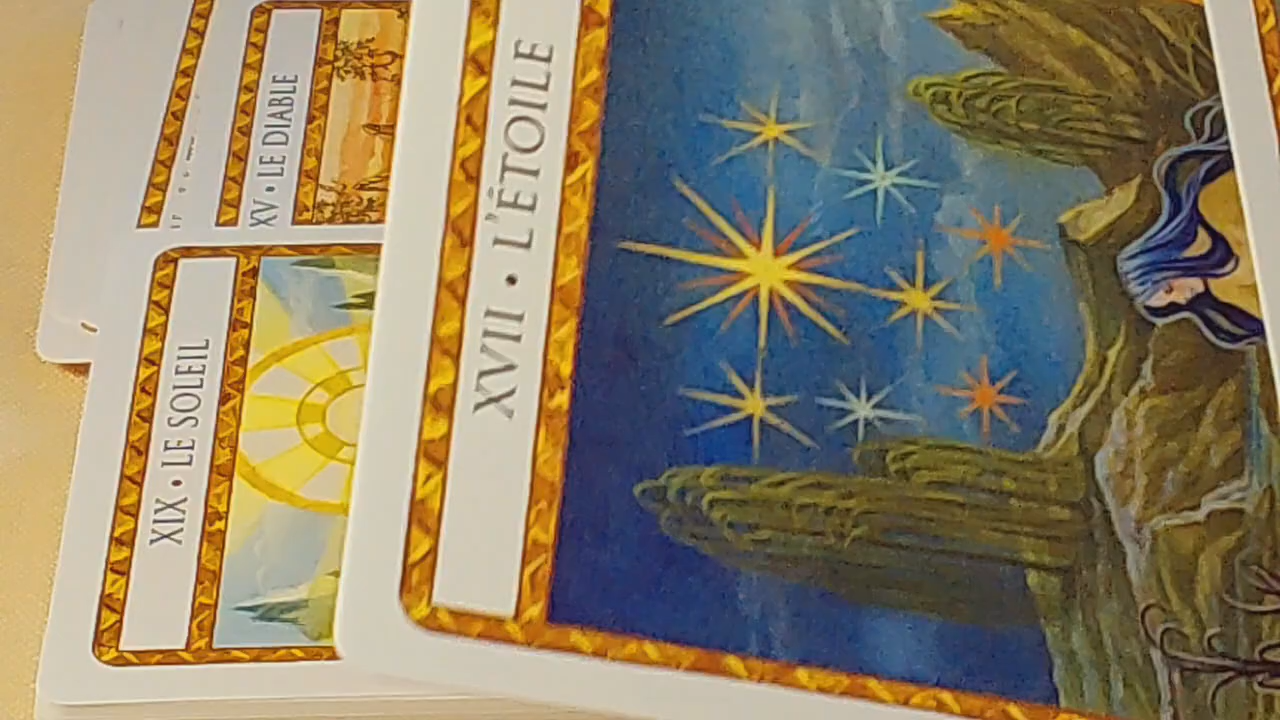 XV • LE DIABLE
XVII • L'ÉTOILE
XIX • LE SOLEIL